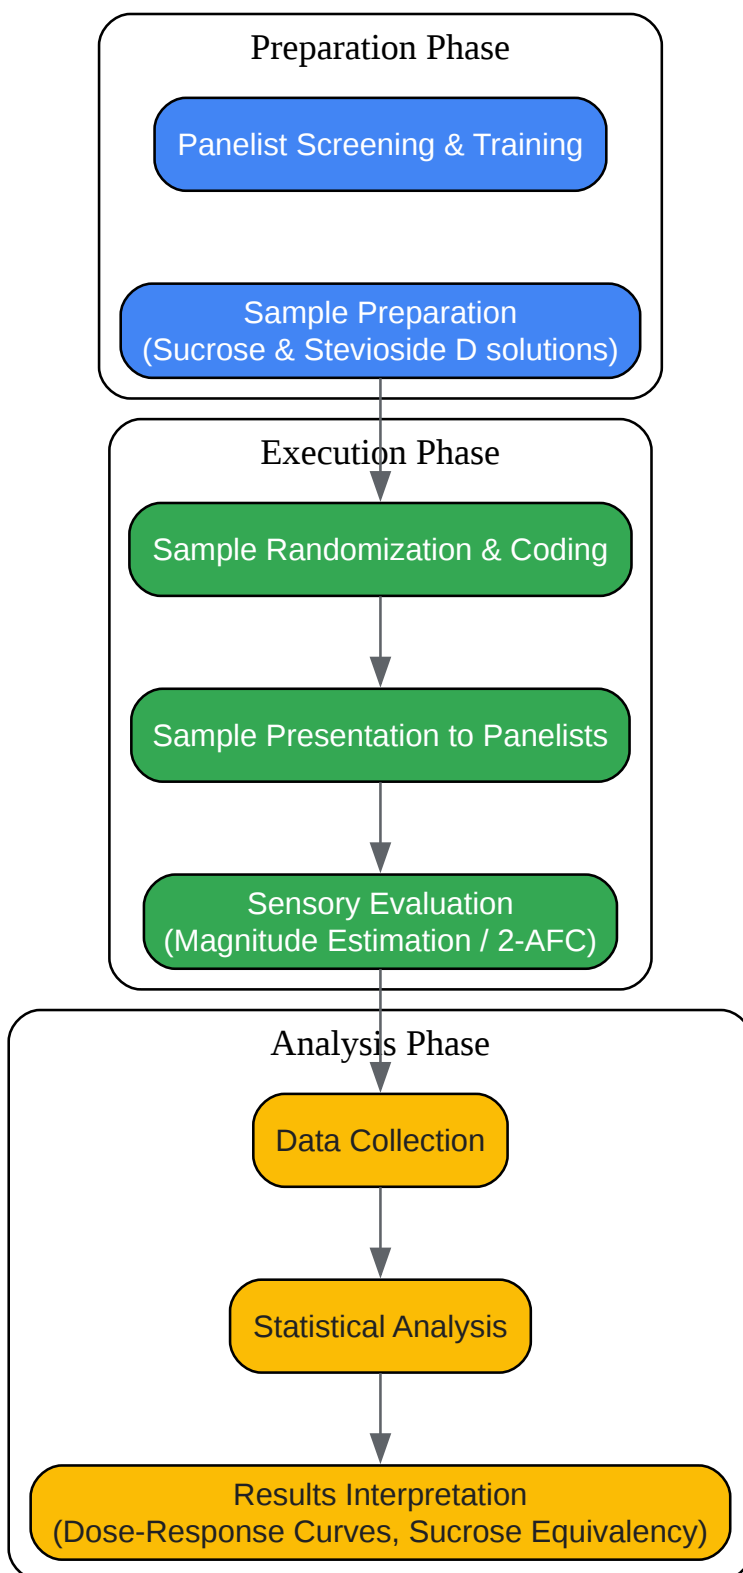 Preparation Phase
Panelist Screening & Training
Sample Preparation
(Sucrose & Stevioside D solutions)
Execution Phase
Sample Randomization & Coding
Sample Presentation to Panelists
Sensory Evaluation
(Magnitude Estimation / 2-AFC)
Analysis Phase
Data Collection
Statistical Analysis
Results Interpretation
(Dose-Response Curves, Sucrose Equivalency)